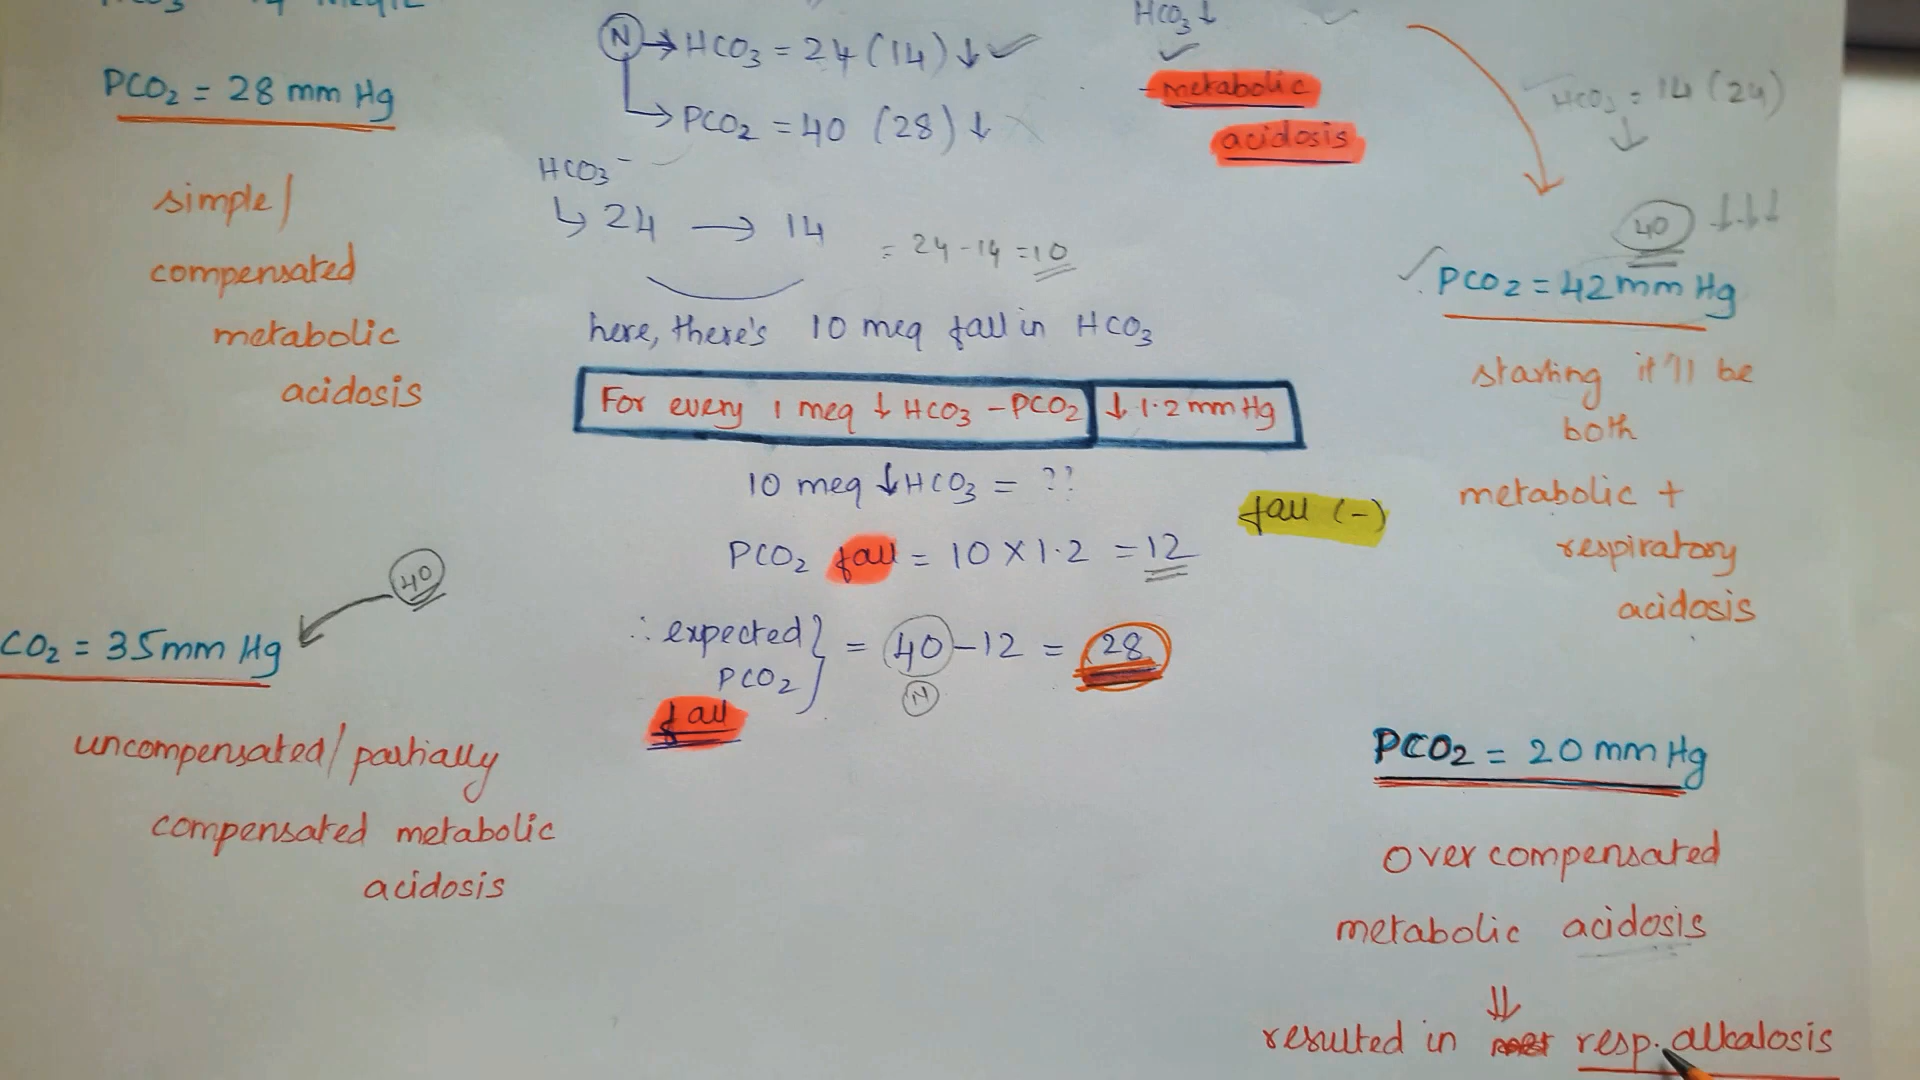 PCO₂ = 28 mm Hg
simple/
compensated
metabolic
acidosis
N → HCO₃ = 24 (14) ↓ ✓
→ PCO₂ = 40 (28) ↓
HCO₃⁻
↳ 24 → 14 = 24-14 = 10
here, there's 10 meq fall in HCO₃
For every 1 meq ↓ HCO₃ - PCO₂ ↓ 1.2 mm Hg
10 meq ↓ HCO₃ = ??
PCO₂ fall = 10 X 1.2 = 12
fall (-)
∴ expected PCO₂ } = 40 - 12 = 28
N
fall
HCO₃ ↓
✓
metabolic
acidosis
HCO₃ = 14 (24)
↓
40 ↓↓↓
✓ PCO₂ = 42 mm Hg
starting it'll be
both
metabolic +
respiratory
acidosis
40
CO₂ = 35 mm Hg
uncompensated/partially
compensated metabolic
acidosis
PCO₂ = 20 mm Hg
over compensated
metabolic acidosis
⇓
resulted in resp. alkalosis